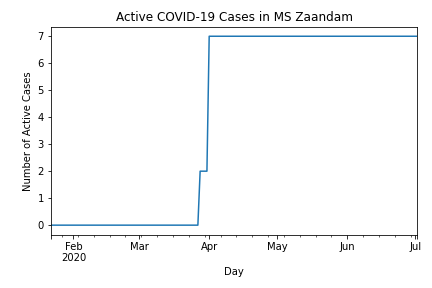 Active COVID-19 Cases in MS Zaandam
Number of Active Cases
7
6
5
4
3
2
1
0
Feb Mar Apr May Jun Jul
2020
Day